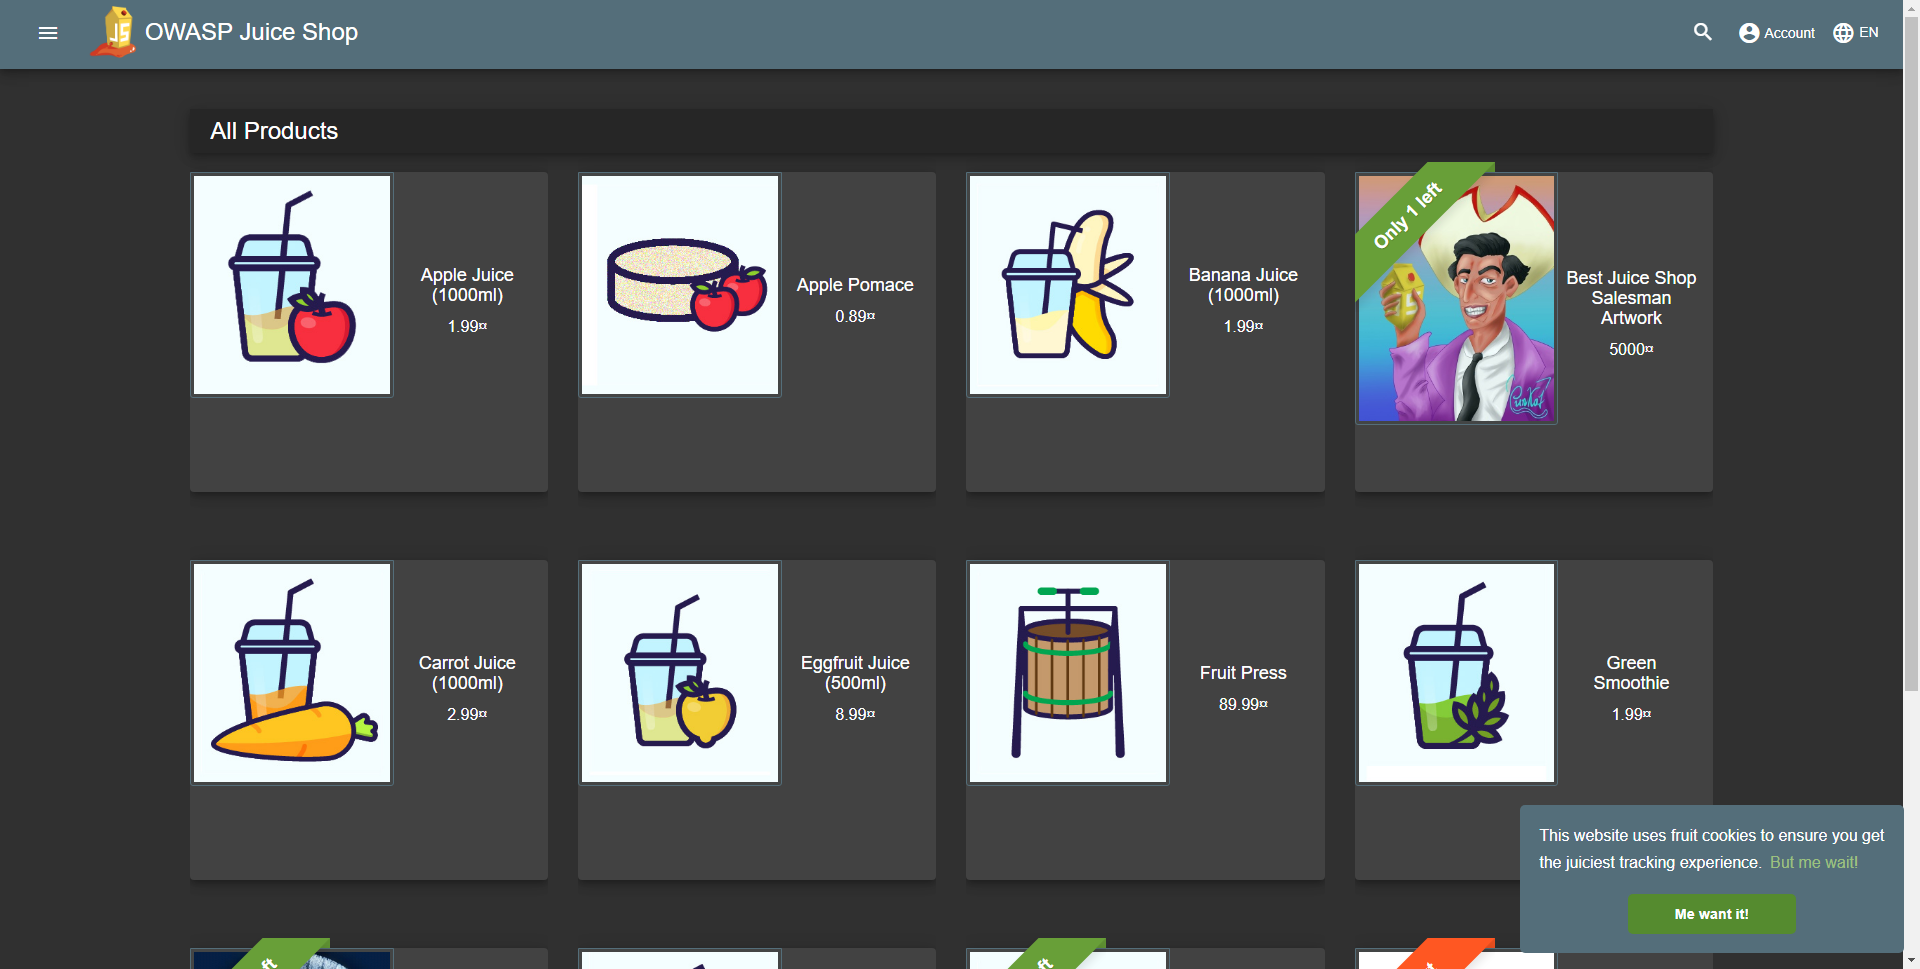 JS
OWASP Juice Shop
Account
EN
All Products
Apple Juice
(1000ml)
1.99¤
Apple Pomace
0.89¤
Banana Juice
(1000ml)
1.99¤
Only 1 left
Best Juice Shop
Salesman
Artwork
5000¤
Carrot Juice
(1000ml)
2.99¤
Eggfruit Juice
(500ml)
8.99¤
Fruit Press
89.99¤
Green
Smoothie
1.99¤
This website uses fruit cookies to ensure you get
the juiciest tracking experience. But me wait!
Me want it!